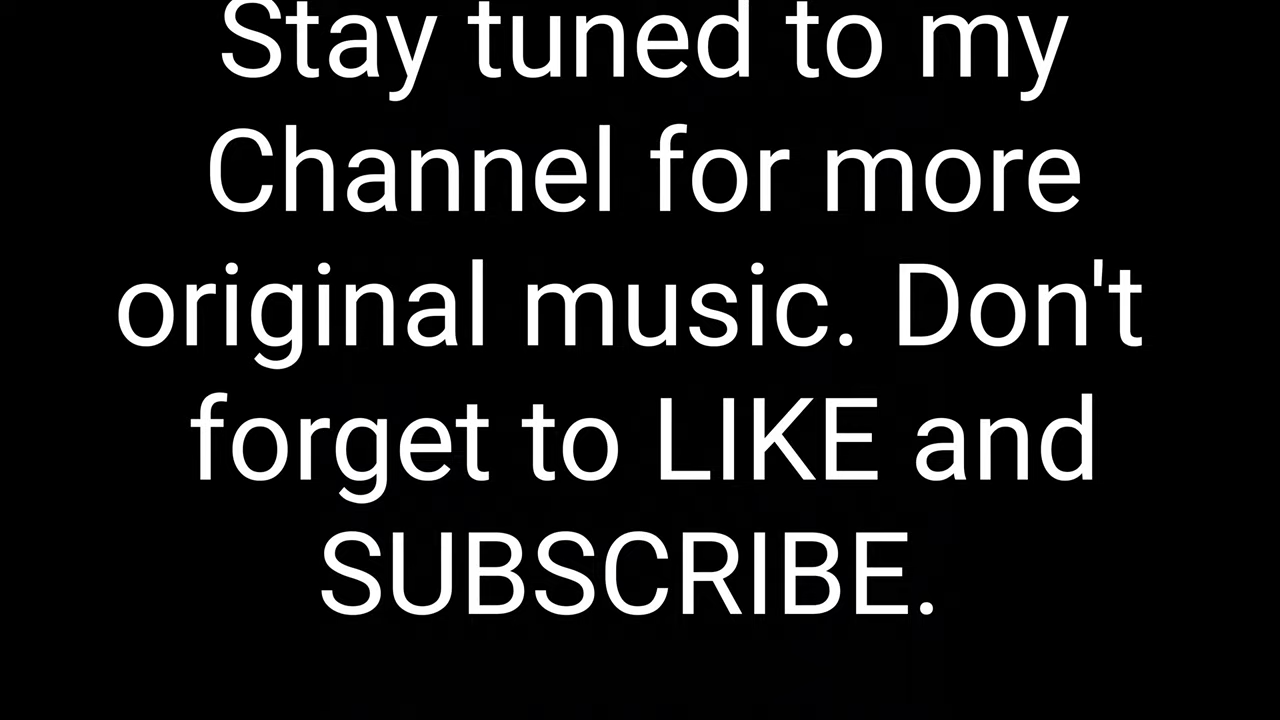 Stay tuned to my
Channel for more
original music. Don't
forget to LIKE and
SUBSCRIBE.